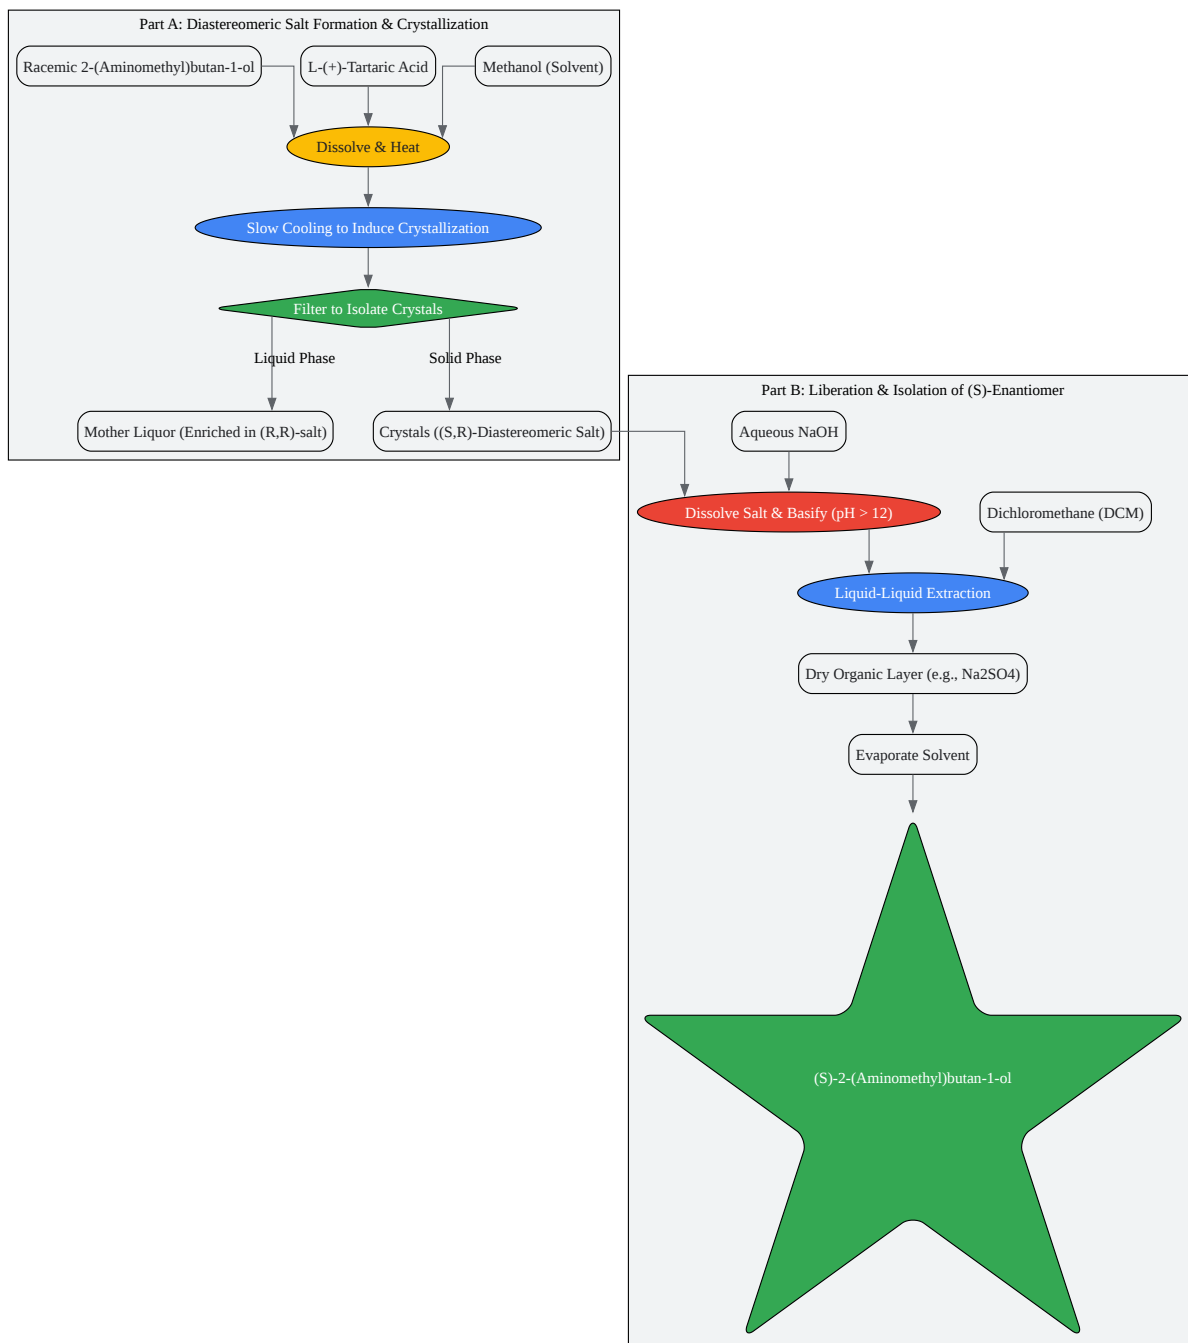 Part A: Diastereomeric Salt Formation & Crystallization
Racemic 2-(Aminomethyl)butan-1-ol
L-(+)-Tartaric Acid
Methanol (Solvent)
Dissolve & Heat
Slow Cooling to Induce Crystallization
Filter to Isolate Crystals
Liquid Phase
Solid Phase
Mother Liquor (Enriched in (R,R)-salt)
Crystals ((S,R)-Diastereomeric Salt)
Part B: Liberation & Isolation of (S)-Enantiomer
Aqueous NaOH
Dissolve Salt & Basify (pH > 12)
Dichloromethane (DCM)
Liquid-Liquid Extraction
Dry Organic Layer (e.g., Na2SO4)
Evaporate Solvent
(S)-2-(Aminomethyl)butan-1-ol